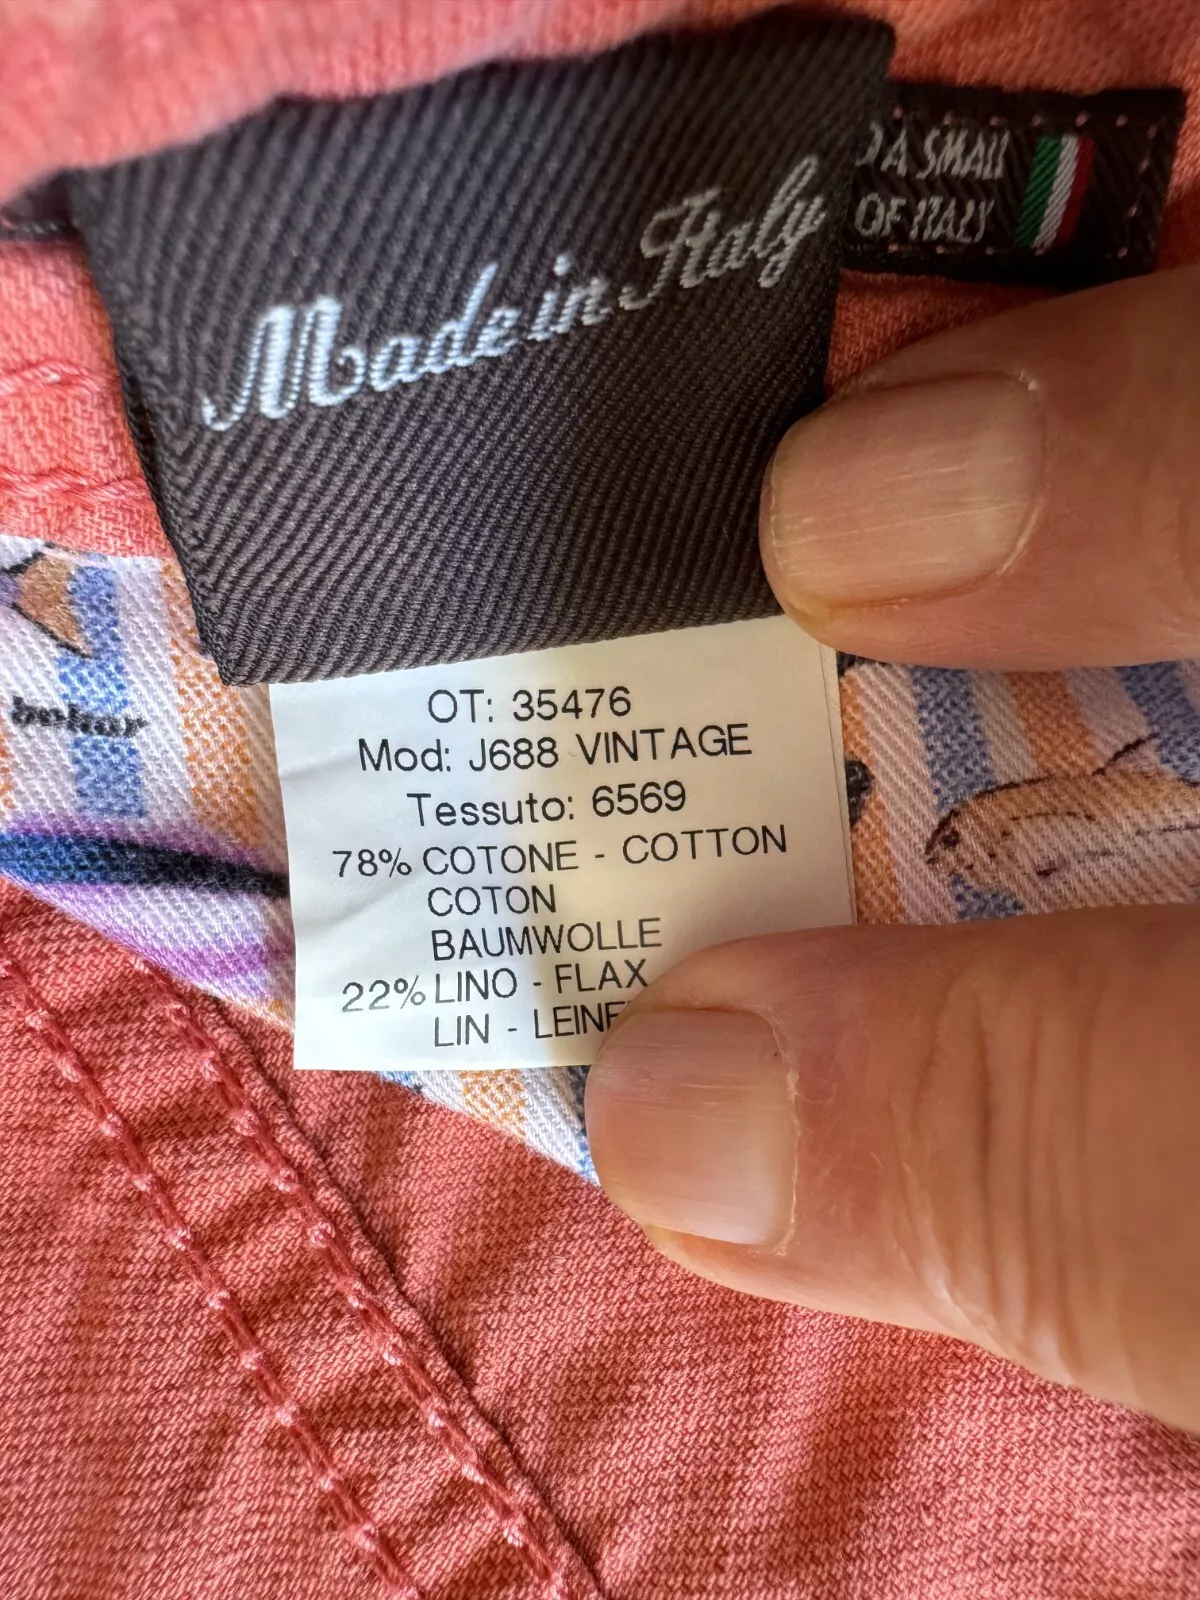 Made in Italy
A SMALL
OF ITALY
OT: 35476
Mod: J688 VINTAGE
Tessuto: 6569
78% COTONE - COTTON
COTON
BAUMWOLLE
22% LINO - FLAX
LIN - LEINE